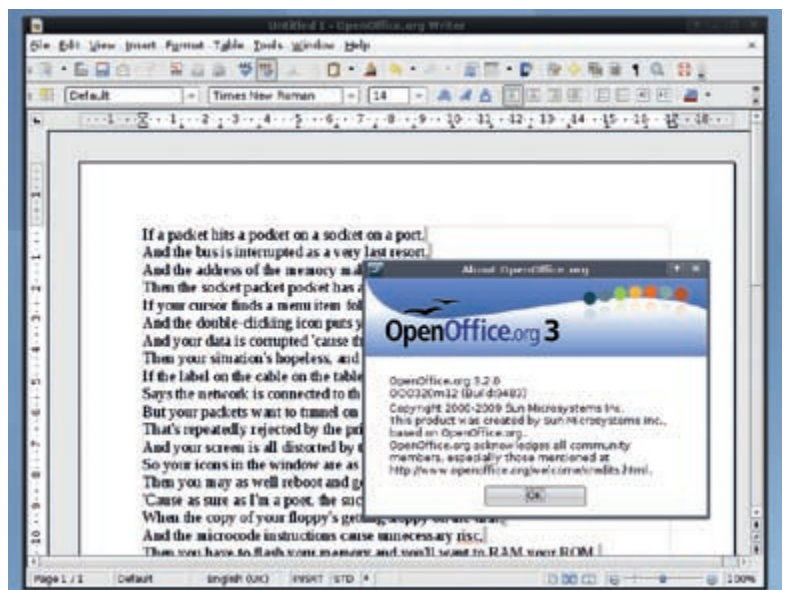 Untitled 1 - OpenOffice.org Writer
File Edit View Insert Format Table Tools Window Help
Default Times New Roman 14
If a packet hits a pocket on a socket on a port,
And the bus is interrupted as a very last resort,
And the address of the memory
Then the socket packet pocket has
If your cursor finds a menu item
And the double-clicking icon puts
And your data is corrupted 'cause
Then your situation's hopeless, and
If the label on the cable on the table
Says the network is connected to th
But your packets want to tunnel on
That's repeatedly rejected by the
And your screen is all distorted by
So your icons in the window are as
Then you may as well reboot and
'Cause as sure as I'm a poet, the
When the copy of your floppy's getting sloppy on the
And the microcode instructions cause unnecessary risc,
Then you have to flash your memory and you'll want to RAM your ROM.
About OpenOffice.org
OpenOffice.org 3
OpenOffice.org 3.2.0
OOO320m12 (Build:9483)
Copyright 2000-2009 Sun Microsystems Inc.
This product was created by Sun Microsystems Inc.,
based on OpenOffice.org.
OpenOffice.org acknowledges all community
members, especially those mentioned at
http://www.openoffice.org/welcome/credits.html.
OK
Page 1 / 1 Default English (UK) INSRT STD * 100%